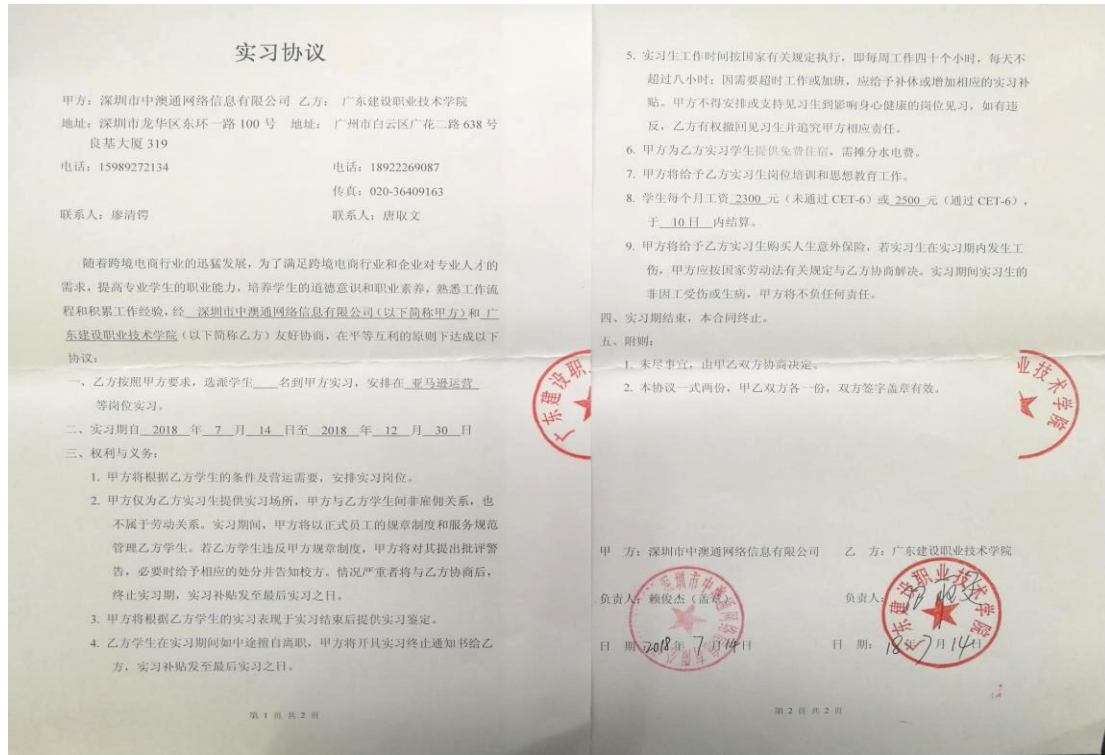 实习协议
甲方：深圳市中澳通网络信息有限公司 乙方： 广东建设职业技术学院
地址：深圳市龙华区东环一路 100 号 地址： 广州市白云区广花二路 638 号
良基大厦 319
电话：15989272134 电话：18922269087
传真：020-36409163
联系人：廖清锷 联系人：唐取文
随着跨境电商行业的迅猛发展，为了满足跨境电商行业和企业对专业人才的
需求，提高专业学生的职业能力，培养学生的道德意识和职业素养，熟悉工作流
程和积累工作经验，经 深圳市中澳通网络信息有限公司（以下简称甲方）和 广
东建设职业技术学院（以下简称乙方）友好协商，在平等互利的原则下达成以下
协议：
一、乙方按照甲方要求，选派学生____名到甲方实习，安排在 亚马逊运营
等岗位实习。
二、实习期自 2018 年 7 月 14 日至 2018 年 12 月 30 日
三、权利与义务：
1. 甲方将根据乙方学生的条件及营运需要，安排实习岗位。
2. 甲方仅为乙方实习生提供实习场所，甲方与乙方学生间非雇佣关系，也
不属于劳动关系。实习期间，甲方将以正式员工的规章制度和服务规范
管理乙方学生。若乙方学生违反甲方规章制度，甲方将对其提出批评警
告，必要时给予相应的处分并告知校方。情况严重者将与乙方协商后，
终止实习期，实习补贴发至最后实习之日。
3. 甲方将根据乙方学生的实习表现于实习结束后提供实习鉴定。
4. 乙方学生在实习期间如中途擅自离职，甲方将开具实习终止通知书给乙
方，实习补贴发至最后实习之日。
第 1 页 共 2 页
5. 实习生工作时间按国家有关规定执行，即每周工作四十个小时，每天不
超过八小时；因需要超时工作或加班，应给予补休或增加相应的实习补
贴。甲方不得安排或支持见习生到影响身心健康的岗位见习，如有违
反，乙方有权撤回见习生并追究甲方相应责任。
6. 甲方为乙方实习学生提供免费住宿，需摊分水电费。
7. 甲方将给予乙方实习生岗位培训和思想教育工作。
8. 学生每个月工资 2300 元（未通过 CET-6）或 2500 元（通过 CET-6），
于 10日 内结算。
9. 甲方将给予乙方实习生购买人生意外保险，若实习生在实习期内发生工
伤，甲方应按国家劳动法有关规定与乙方协商解决。实习期间实习生的
非因工受伤或生病，甲方将不负任何责任。
四、实习期结束，本合同终止。
五、附则：
1. 未尽事宜，由甲乙双方协商决定。
2. 本协议一式两份，甲乙双方各一份，双方签字盖章有效。
广东建设职
业技术学院
甲 方：深圳市中澳通网络信息有限公司 乙 方：广东建设职业技术学院
负责人：赖俊杰（盖章） 负责人：
日 期：2018年 7 月14日 日 期：18年7月14日
广东建设职业技术学院
第 2 页 共 2 页